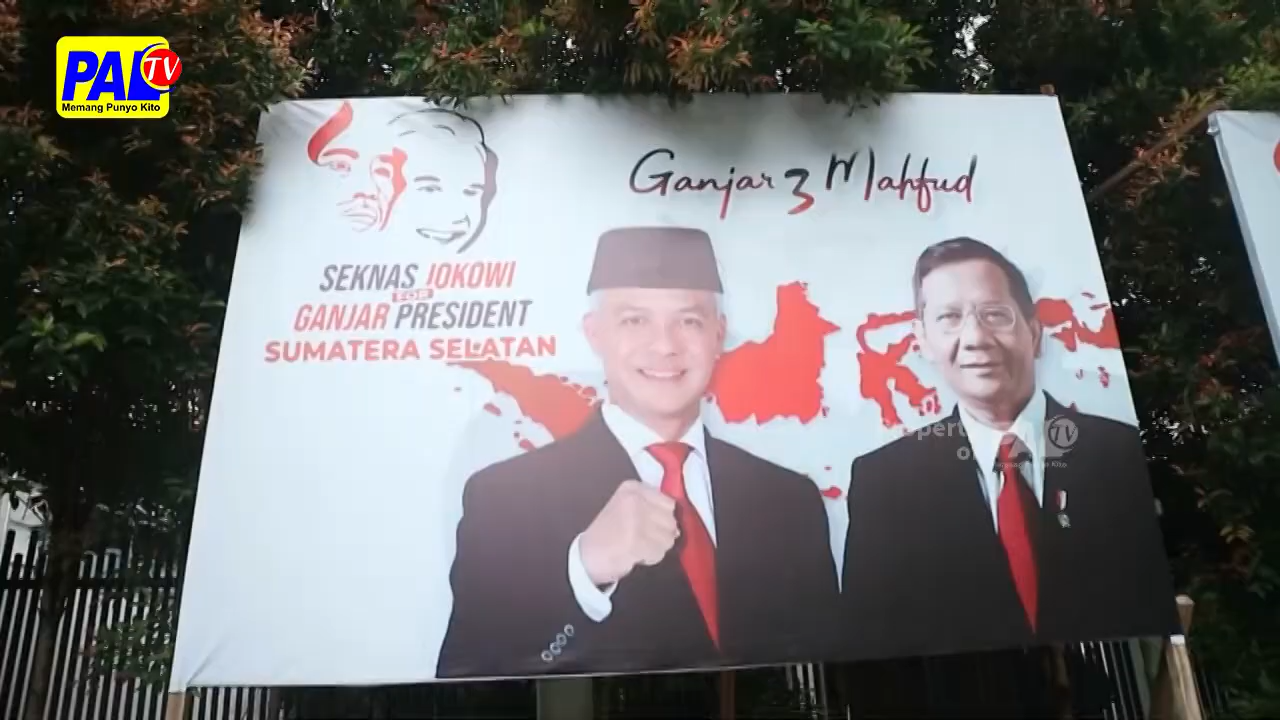 PAL TV
Memang Punyo Kito
Ganjar 3 Mahfud
SEKNAS JOKOWI
FOR
GANJAR PRESIDENT
SUMATERA SELATAN